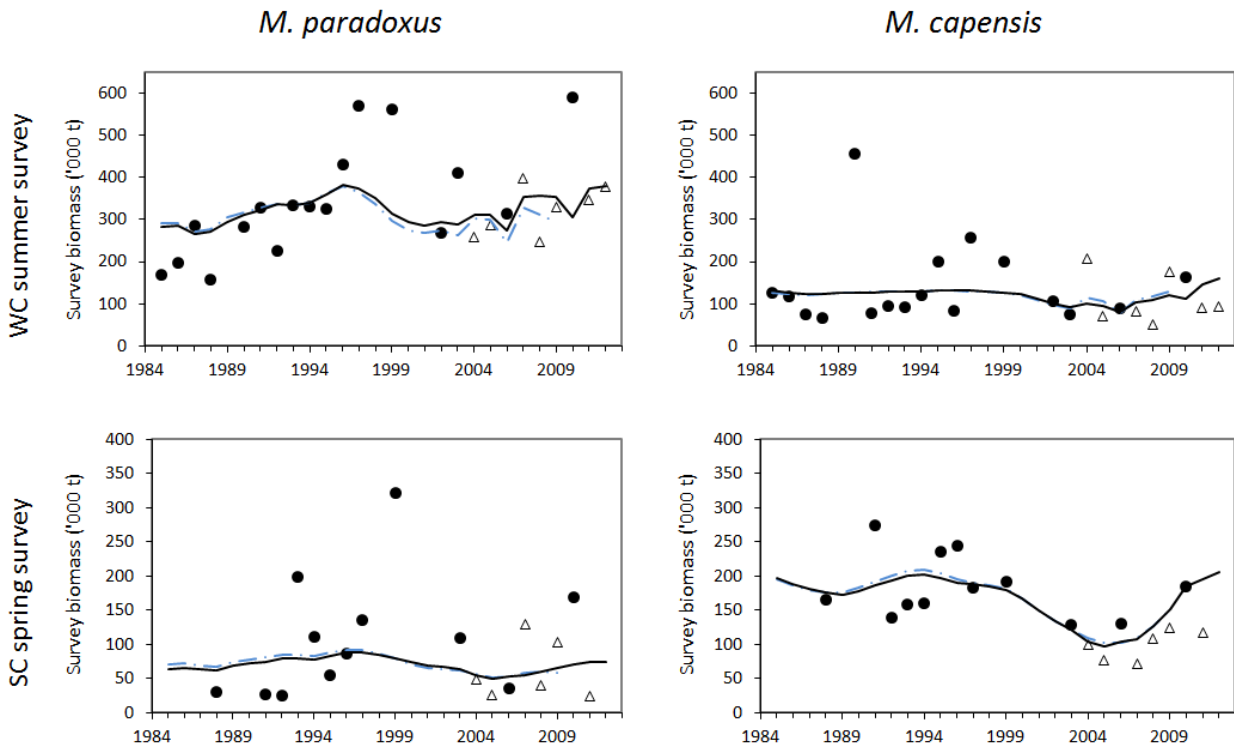 M. paradoxus
M. capensis
WC summer survey
Survey biomass ('000 t)
600
500
400
300
200
100
0
1984 1989 1994 1999 2004 2009
Survey biomass ('000 t)
600
500
400
300
200
100
0
1984 1989 1994 1999 2004 2009
SC spring survey
Survey biomass ('000 t)
400
350
300
250
200
150
100
50
0
1984 1989 1994 1999 2004 2009
Survey biomass ('000 t)
400
350
300
250
200
150
100
50
0
1984 1989 1994 1999 2004 2009